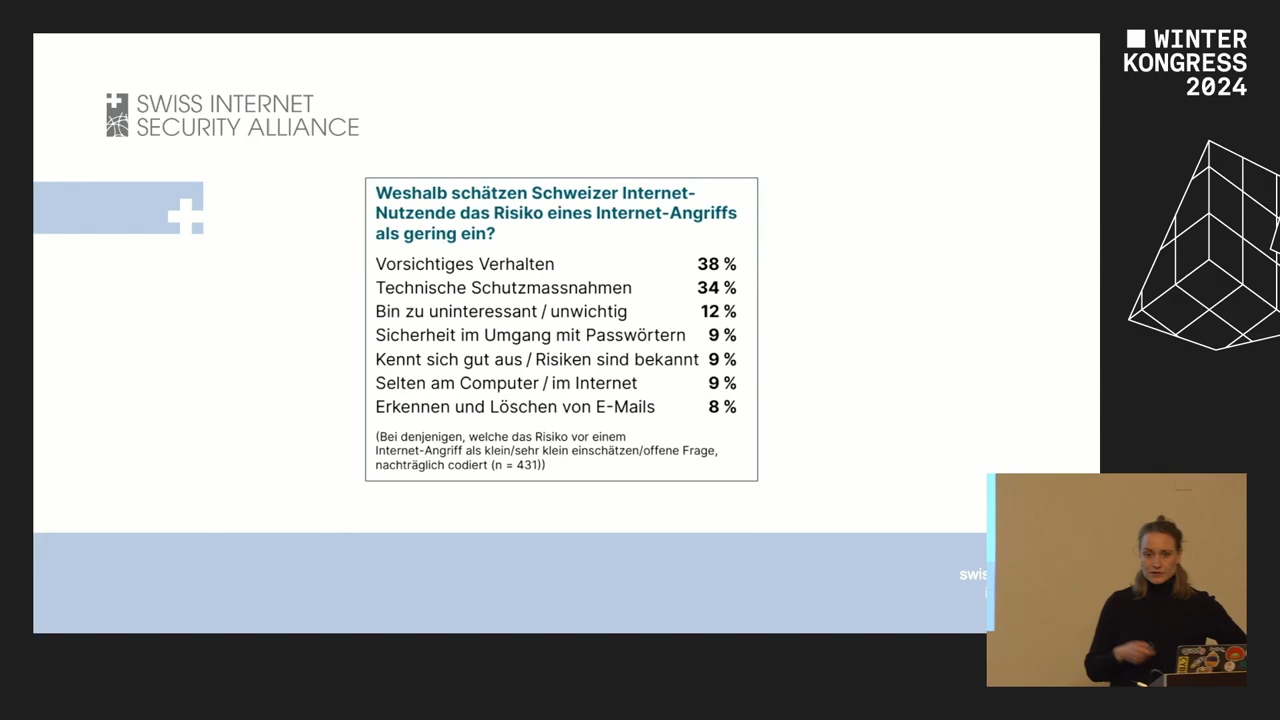 WINTER
KONGRESS
2024
SWISS INTERNET
SECURITY ALLIANCE
Weshalb schätzen Schweizer Internet-
Nutzende das Risiko eines Internet-Angriffs
als gering ein?
Vorsichtiges Verhalten 38 %
Technische Schutzmassnahmen 34 %
Bin zu uninteressant / unwichtig 12 %
Sicherheit im Umgang mit Passwörtern 9 %
Kennt sich gut aus / Risiken sind bekannt 9 %
Selten am Computer / im Internet 9 %
Erkennen und Löschen von E-Mails 8 %
(Bei denjenigen, welche das Risiko vor einem
Internet-Angriff als klein/sehr klein einschätzen/offene Frage,
nachträglich codiert (n = 431))
swis